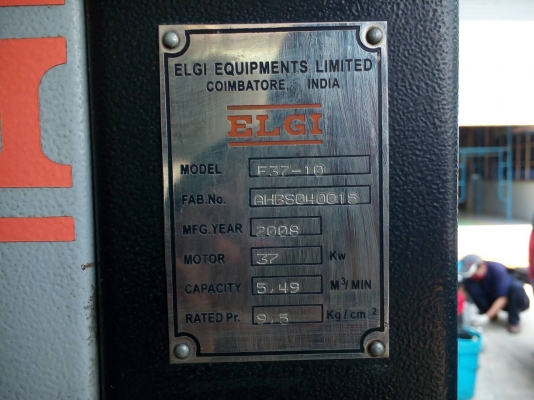 ELGI EQUIPMENTS LIMITED
COIMBATORE, INDIA
ELGI
MODEL E37-10
FAB.No. AHBS040015
MFG.YEAR 2008
MOTOR 37 Kw
CAPACITY 5.49 M³/MIN
RATED Pr. 9.5 Kg/cm²